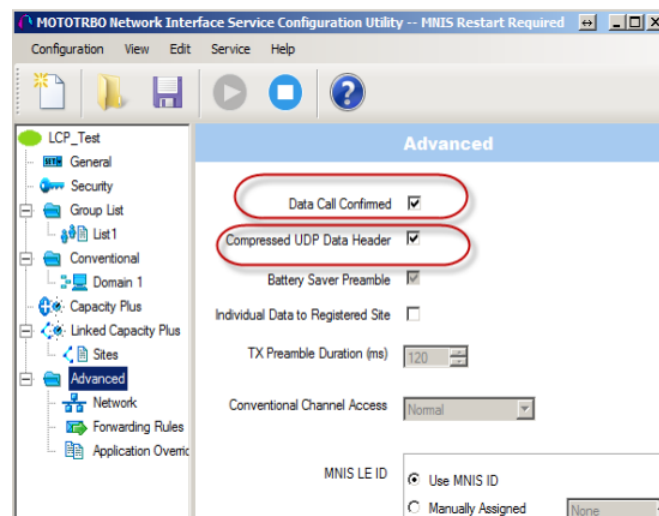 MOTOTRBO Network Interface Service Configuration Utility -- MNIS Restart Required
Configuration View Edit Service Help
LCP_Test
General
Security
Group List
List1
Conventional
Domain 1
Capacity Plus
Linked Capacity Plus
Sites
Advanced
Network
Forwarding Rules
Application Overric
Advanced
Data Call Confirmed
Compressed UDP Data Header
Battery Saver Preamble
Individual Data to Registered Site
TX Preamble Duration (ms) 120
Conventional Channel Access Normal
MNIS LE ID Use MNIS ID
Manually Assigned None